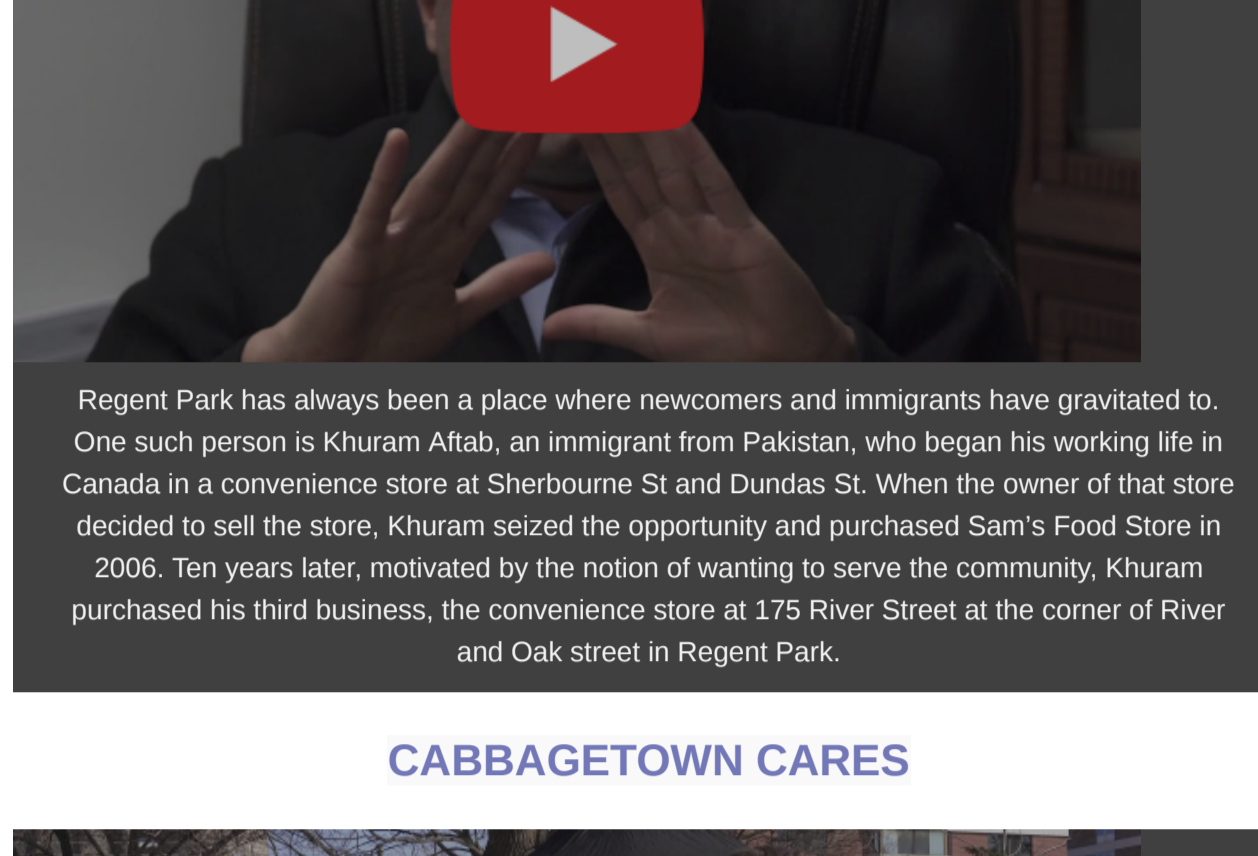 Regent Park has always been a place where newcomers and immigrants have gravitated to.
One such person is Khuram Aftab, an immigrant from Pakistan, who began his working life in
Canada in a convenience store at Sherbourne St and Dundas St. When the owner of that store
decided to sell the store, Khuram seized the opportunity and purchased Sam’s Food Store in
2006. Ten years later, motivated by the notion of wanting to serve the community, Khuram
purchased his third business, the convenience store at 175 River Street at the corner of River
and Oak street in Regent Park.
CABBAGETOWN CARES